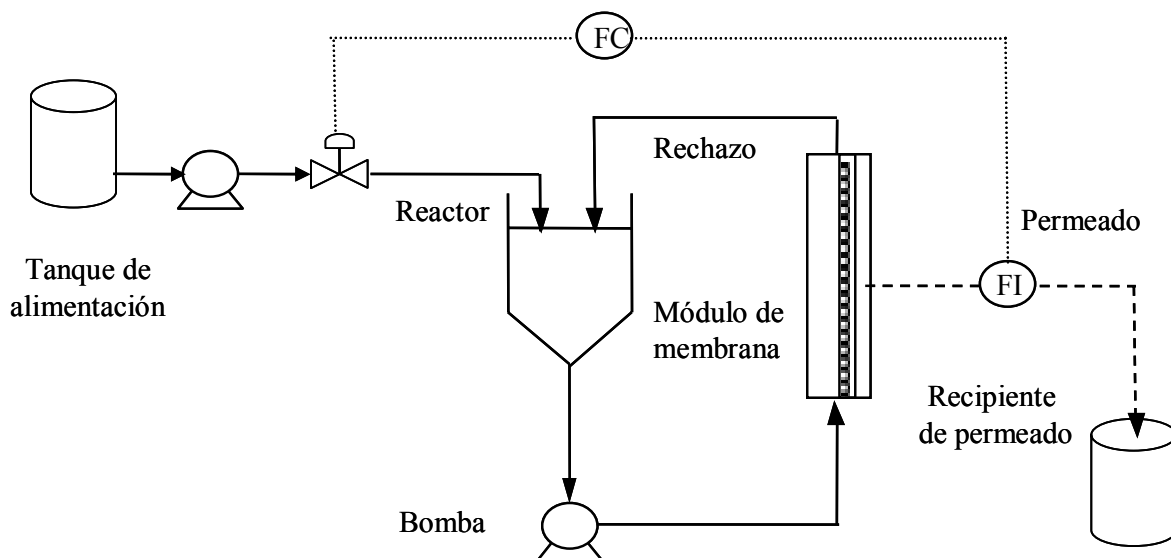 FC
Rechazo
Reactor
Permeado
Tanque de
alimentación
FI
Módulo de
membrana
Recipiente
de permeado
Bomba